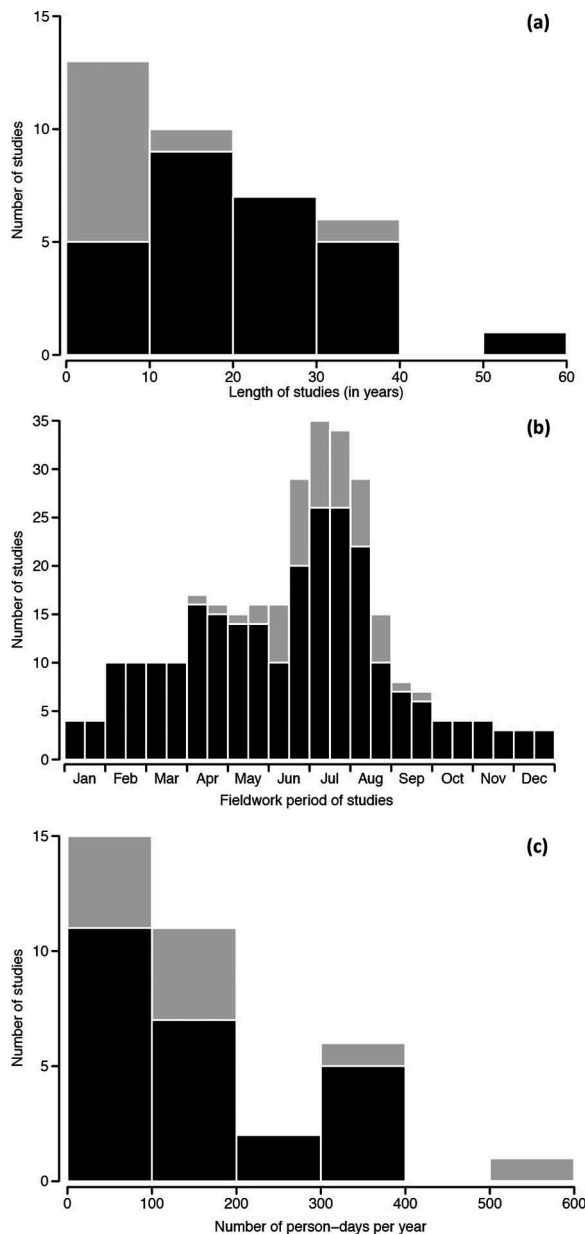 (a)
15
10
5
0
Number of studies
0 10 20 30 40 50 60
Length of studies (in years)
(b)
35
30
25
20
15
10
5
0
Number of studies
Jan Feb Mar Apr May Jun Jul Aug Sep Oct Nov Dec
Fieldwork period of studies
(c)
15
10
5
0
Number of studies
0 100 200 300 400 500 600
Number of person–days per year